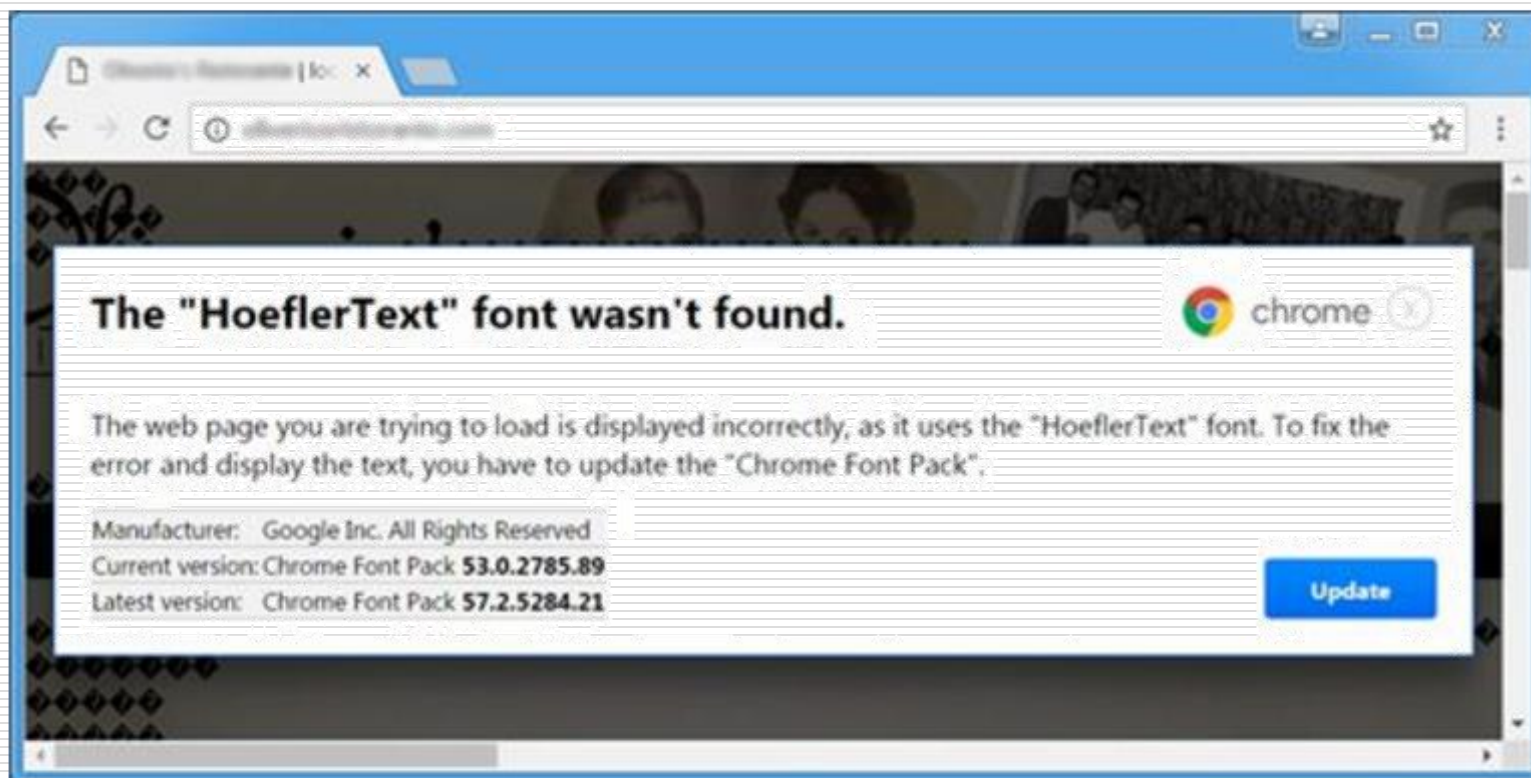 The "HoeflerText" font wasn't found.
chrome
The web page you are trying to load is displayed incorrectly, as it uses the "HoeflerText" font. To fix the
error and display the text, you have to update the "Chrome Font Pack".
Manufacturer: Google Inc. All Rights Reserved
Current version: Chrome Font Pack 53.0.2785.89
Latest version: Chrome Font Pack 57.2.5284.21
Update